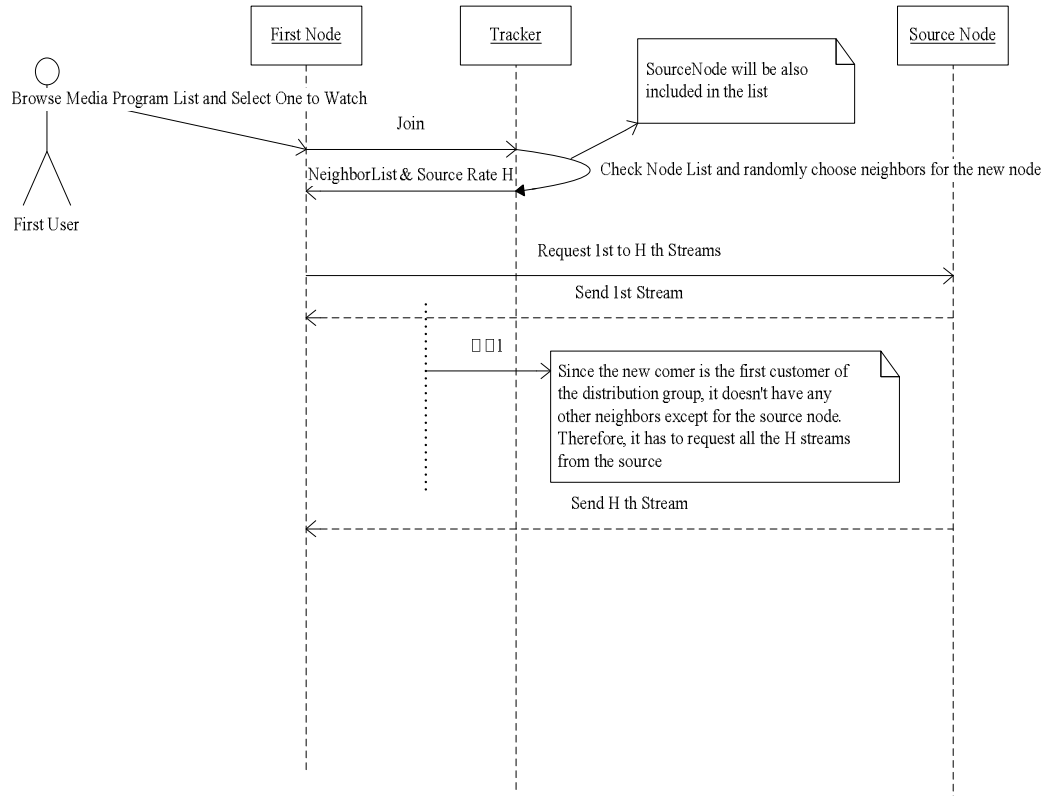 First Node
Tracker
Source Node
SourceNode will be also
included in the list
Browse Media Program List and Select One to Watch
Join
Check Node List and randomly choose neighbors for the new node
NeighborList & Source Rate H
First User
Request 1st to H th Streams
Send 1st Stream
1
Since the new comer is the first customer of
the distribution group, it doesn't have any
other neighbors except for the source node.
Therefore, it has to request all the H streams
from the source
Send H th Stream